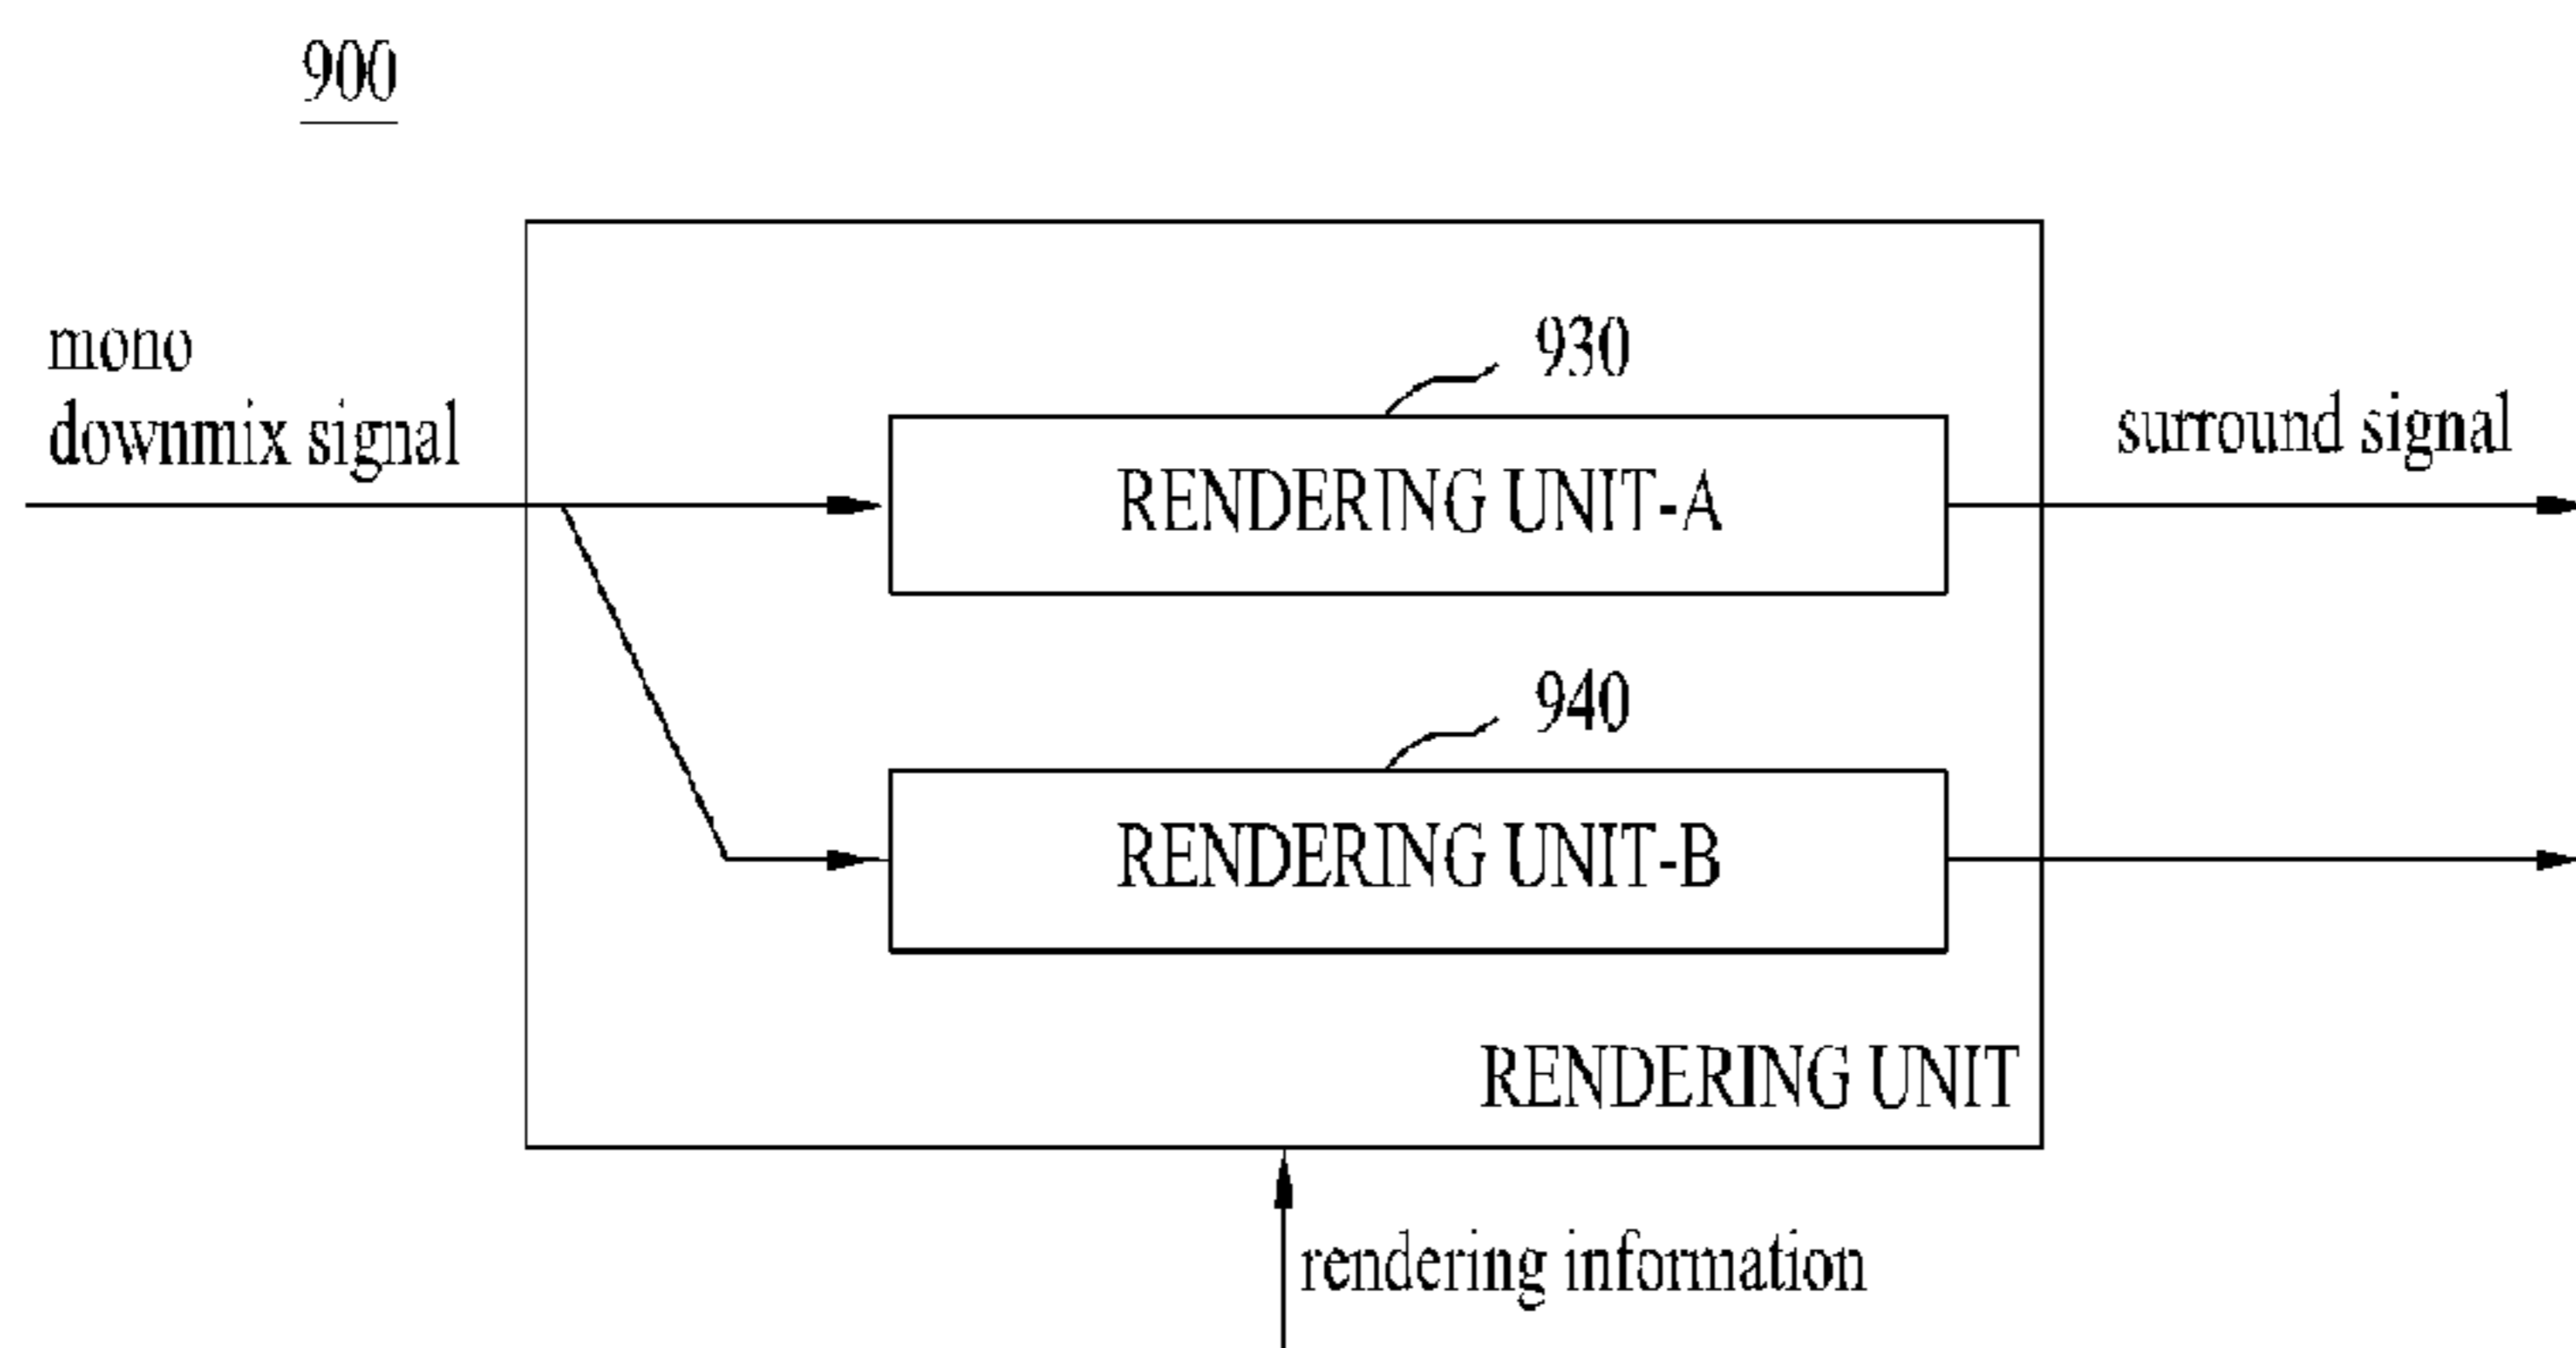 900
mono
downmix signal
930
surround signal
RENDERING UNIT-A
940
RENDERING UNIT-B
RENDERING UNIT
rendering information